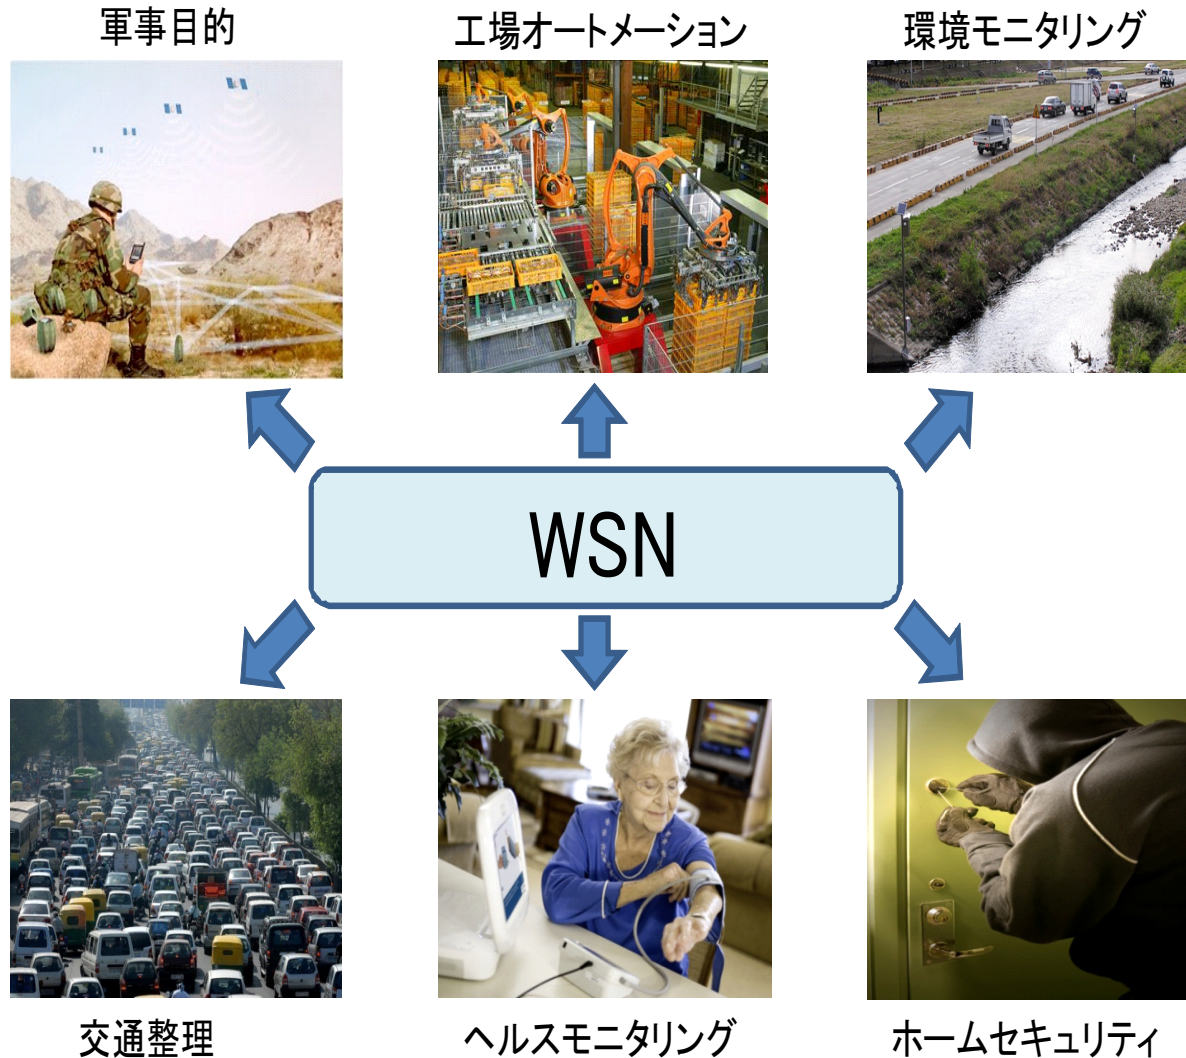 軍事目的
工場オートメーション
環境モニタリング
WSN
交通整理
ヘルスモニタリング
ホームセキュリティ